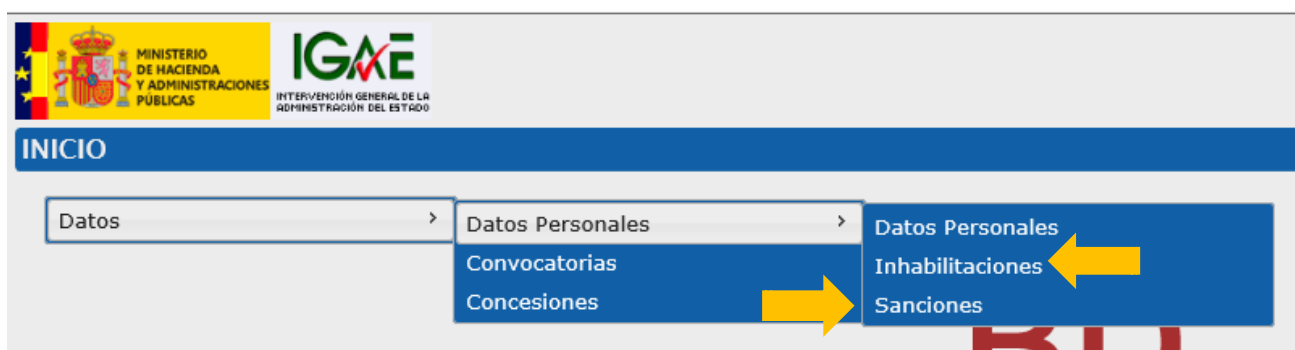 MINISTERIO
DE HACIENDA
Y ADMINISTRACIONES
PÚBLICAS
IGAE
INTERVENCIÓN GENERAL DE LA
ADMINISTRACIÓN DEL ESTADO
INICIO
Datos >
Datos Personales >
Convocatorias
Concesiones
Datos Personales
Inhabilitaciones
Sanciones